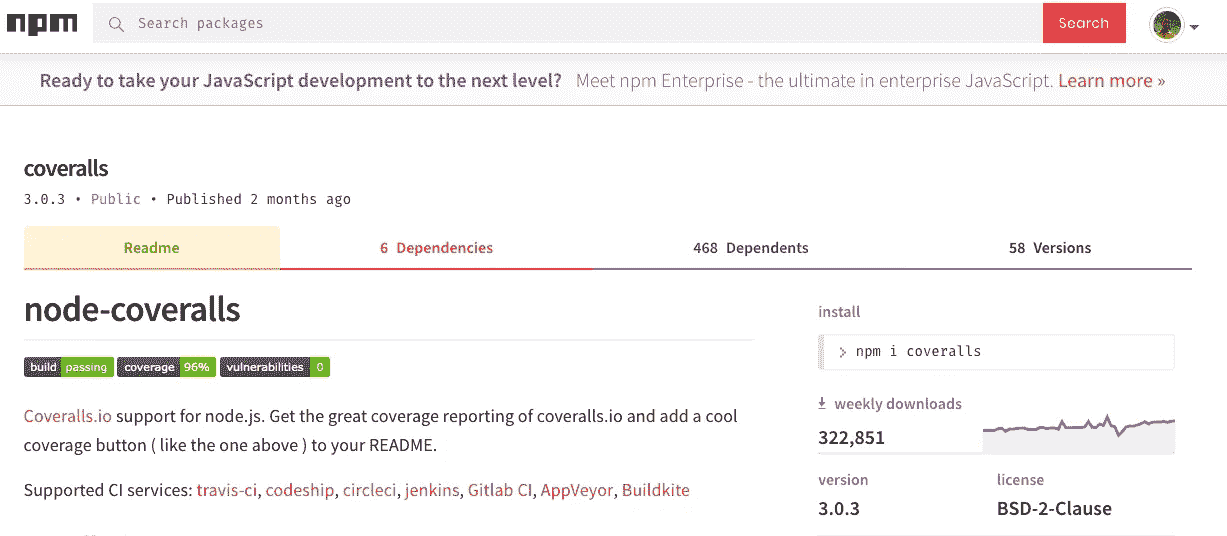 npm
Search packages
Search
Ready to take your JavaScript development to the next level? Meet npm Enterprise - the ultimate in enterprise JavaScript. Learn more »
coveralls
3.0.3 • Public • Published 2 months ago
Readme
6 Dependencies
468 Dependents
58 Versions
node-coveralls
build passing coverage 96% vulnerabilities 0
Coveralls.io support for node.js. Get the great coverage reporting of coveralls.io and add a cool
coverage button ( like the one above ) to your README.
Supported CI services: travis-ci, codeship, circleci, jenkins, Gitlab CI, AppVeyor, Buildkite
install
> npm i coveralls
weekly downloads
322,851
version
3.0.3
license
BSD-2-Clause